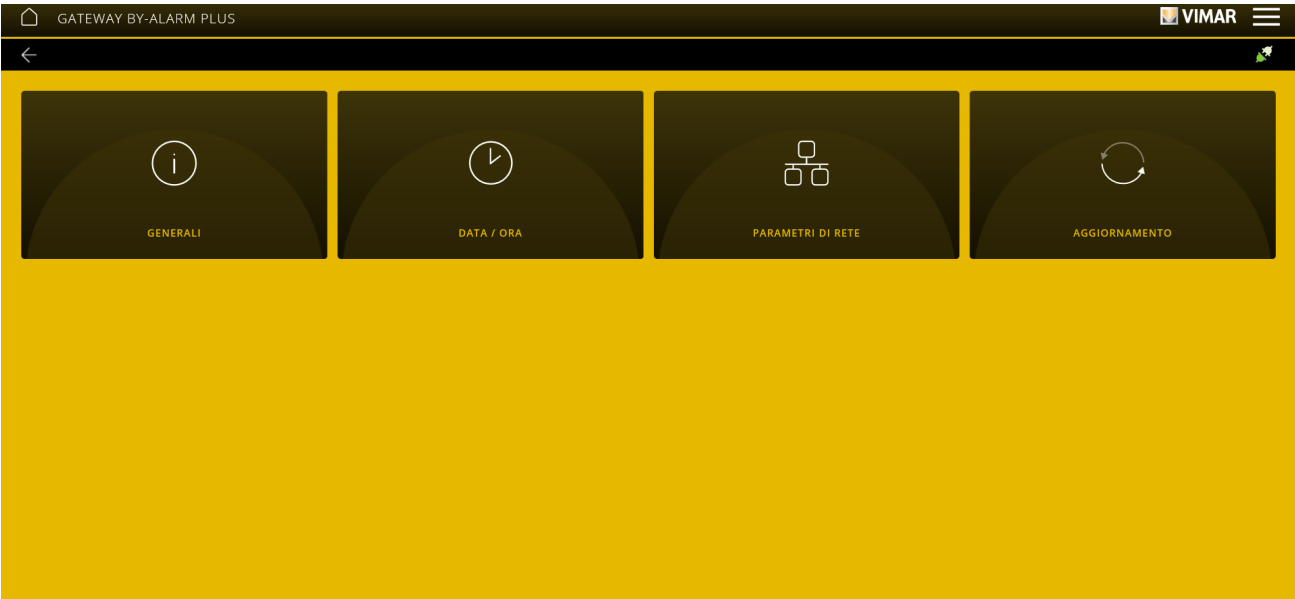 GATEWAY BY-ALARM PLUS
VIMAR
GENERALI
DATA / ORA
PARAMETRI DI RETE
AGGIORNAMENTO